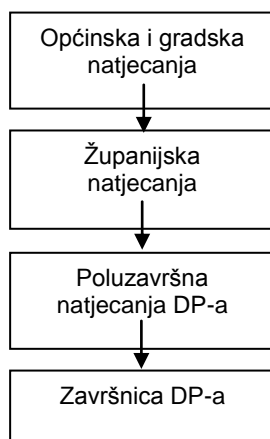 Općinska i gradska
natjecanja
Županijska
natjecanja
Poluzavršna
natjecanja DP-a
Završnica DP-a